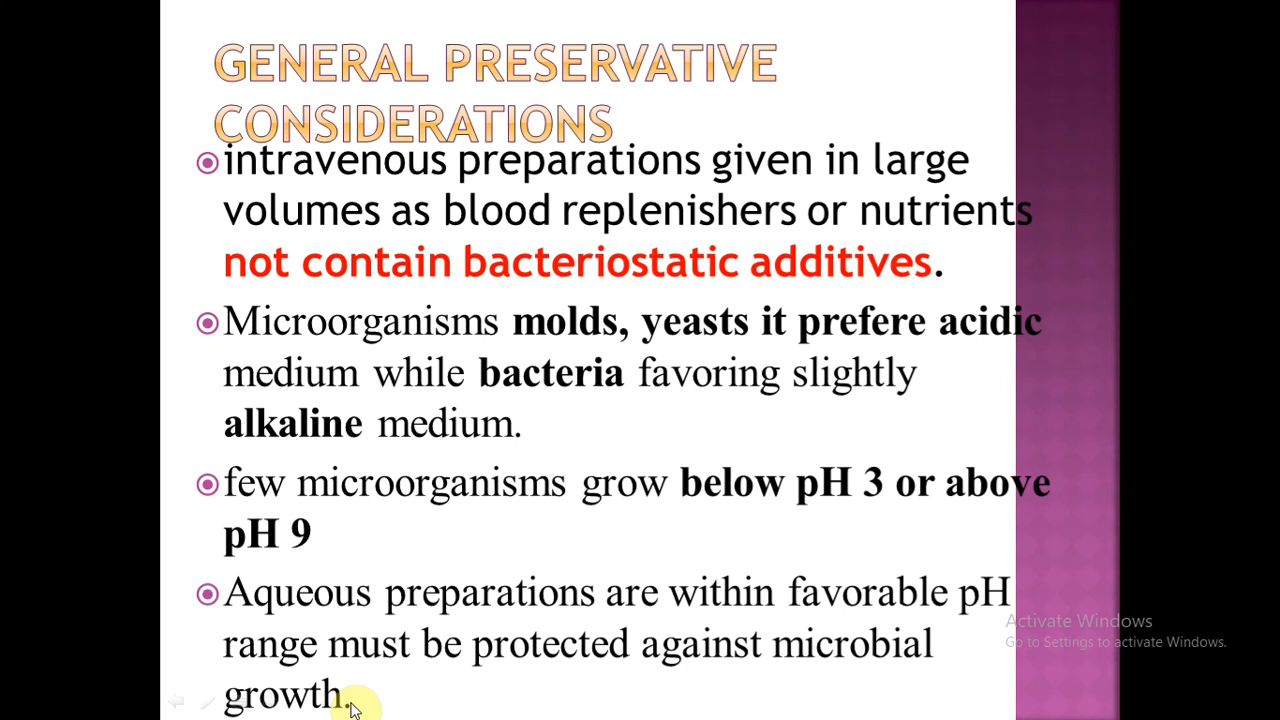 GENERAL PRESERVATIVE
CONSIDERATIONS
intravenous preparations given in large
volumes as blood replenishers or nutrients
not contain bacteriostatic additives.
Microorganisms molds, yeasts it prefere acidic
medium while bacteria favoring slightly
alkaline medium.
few microorganisms grow below pH 3 or above
pH 9
Aqueous preparations are within favorable pH
range must be protected against microbial
growth.
Activate Windows
Go to Settings to activate Windows.